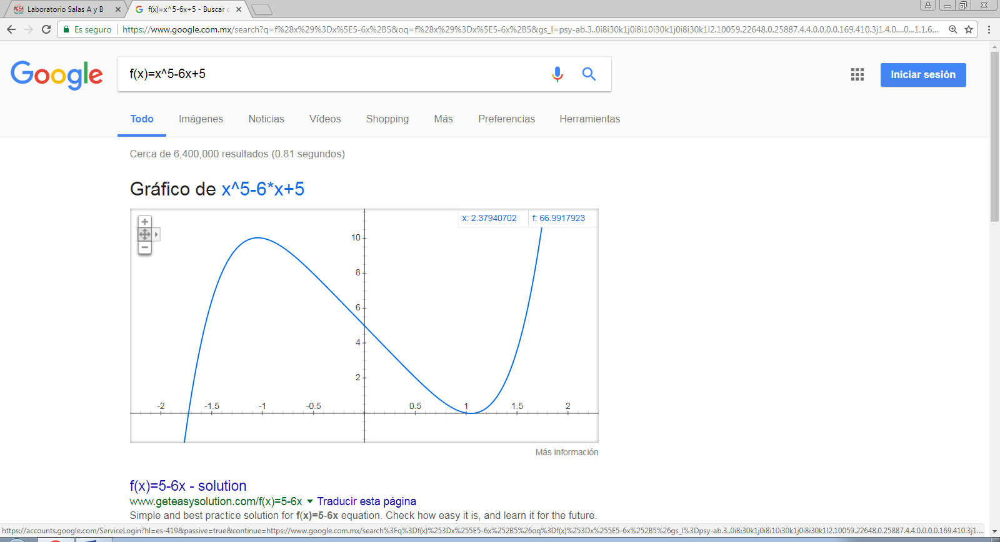 Laboratorio Salas A y B
f(x)=x^5-6x+5 - Buscar c
Es seguro
https://www.google.com.mx/search?q=f%28x%29%3Dx%5E5-6x%2B5&oq=f%28x%29%3Dx%5E5-6x%2B5&gs_l=psy-ab.3..0i8i30k1j0i8i10i30k1j0i8i30k1l2.10059.22648.0.25887.4.4.0.0.0.0.169.410.3j1.4.0....0...1.1.6...
Google
f(x)=x^5-6x+5
Iniciar sesión
Todo Imágenes Noticias Vídeos Shopping Más Preferencias Herramientas
Cerca de 6,400,000 resultados (0.81 segundos)
Gráfico de x^5-6*x+5
x: 2.37940702 f: 66.9917923
10
8
6
4
2
-2 -1.5 -1 -0.5 0.5 1 1.5 2
Más información
f(x)=5-6x - solution
www.geteasysolution.com/f(x)=5-6x Traducir esta página
Simple and best practice solution for f(x)=5-6x equation. Check how easy it is, and learn it for the future.
https://accounts.google.com/ServiceLogin?hl=es-419&passive=true&continue=https://www.google.com.mx/search%3Fq%3Df(x)%253Dx%255E5-6x%252B5%26oq%3Df(x)%253Dx%255E5-6x%252B5%26gs_l%3Dpsy-ab.3..0i8i30k1j0i8i10i30k1j0i8i30k1l2.10059.22648.0.25887.4.4.0.0.0.0.169.410.3j1....